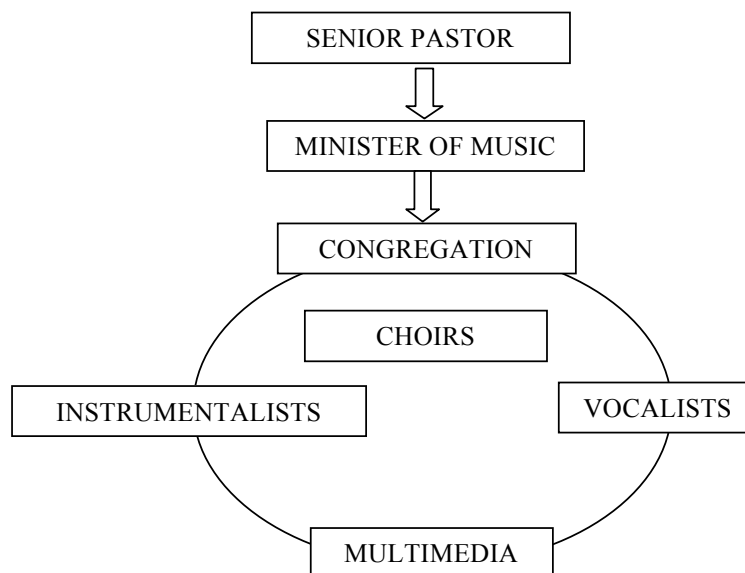 SENIOR PASTOR
MINISTER OF MUSIC
CONGREGATION
CHOIRS
INSTRUMENTALISTS
VOCALISTS
MULTIMEDIA